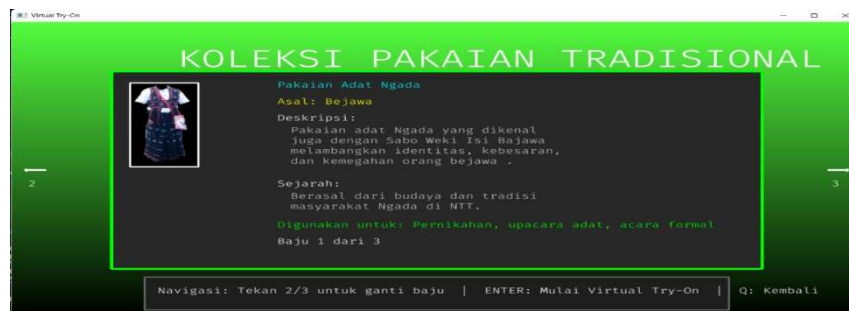 Virtual Try-On
KOLEKSI PAKAIAN TRADISIONAL
Pakaian Adat Ngada
Asal: Bejawa
Deskripsi:
Pakaian adat Ngada yang dikenal
juga dengan Sabo Weki Isi Bajawa
melambangkan identitas, kebesaran,
dan kemegahan orang bejawa .
Sejarah:
Berasal dari budaya dan tradisi
masyarakat Ngada di NTT.
Digunakan untuk: Pernikahan, upacara adat, acara formal
Baju 1 dari 3
2
3
Navigasi: Tekan 2/3 untuk ganti baju | ENTER: Mulai Virtual Try-On | Q: Kembali